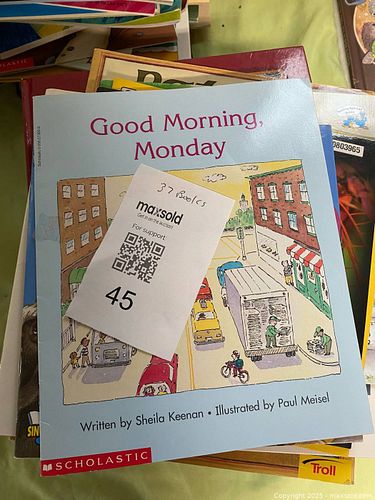 Good Morning,
Monday
0803965
37 Books
maxsold
For support
45
Written by Sheila Keenan • Illustrated by Paul Meisel
SCHOLASTIC
Troll
Copyright 2025 - maxsold.com